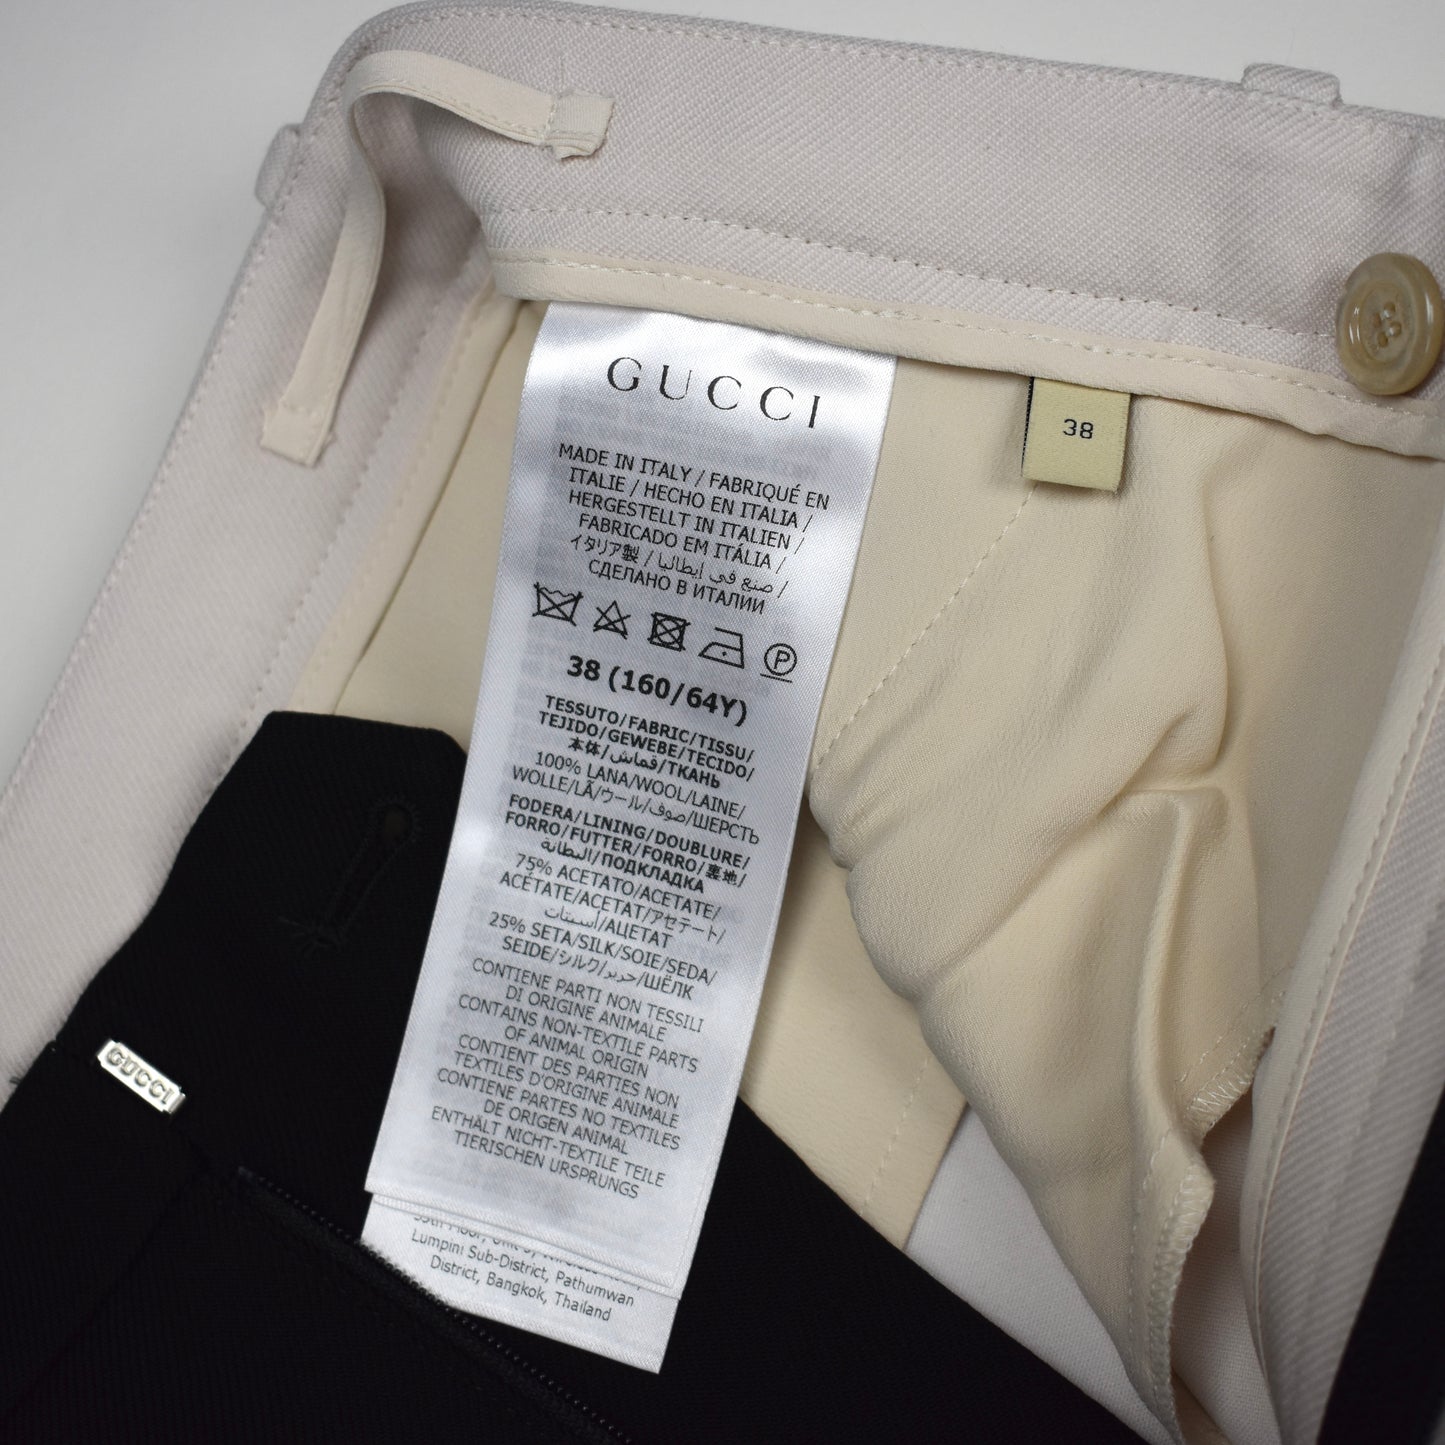 GUCCI
MADE IN ITALY / FABRIQUÉ EN
ITALIE / HECHO EN ITALIA /
HERGESTELLT IN ITALIEN /
FABRICADO EM ITÁLIA /
イタリア製 / صنع في إيطاليا /
СДЕЛАНО В ИТАЛИИ
P
38 (160/64Y)
TESSUTO/FABRIC/TISSU/
TEJIDO/GEWEBE/TECIDO/
本体/قماش/ТКАНЬ
100% LANA/WOOL/LAINE/
WOLLE/LÃ/ウール/صوف/ШЕРСТЬ
FODERA/LINING/DOUBLURE/
FORRO/FUTTER/FORRO/裏地/
البطانة/ПОДКЛАДКА
75% ACETATO/ACETATE/
ACÉTATE/ACETAT/アセテート/
أسيتات/АЦЕТАТ
25% SETA/SILK/SOIE/SEDA/
SEIDE/シルク/حرير/ШЁЛК
CONTIENE PARTI NON TESSILI
DI ORIGINE ANIMALE
CONTAINS NON-TEXTILE PARTS
OF ANIMAL ORIGIN
CONTIENT DES PARTIES NON
TEXTILES D'ORIGINE ANIMALE
CONTIENE PARTES NO TEXTILES
DE ORIGEN ANIMAL
ENTHÄLT NICHT-TEXTILE TEILE
TIERISCHEN URSPRUNGS
Lumpini Sub-District, Pathumwan
District, Bangkok, Thailand
38
GUCCI